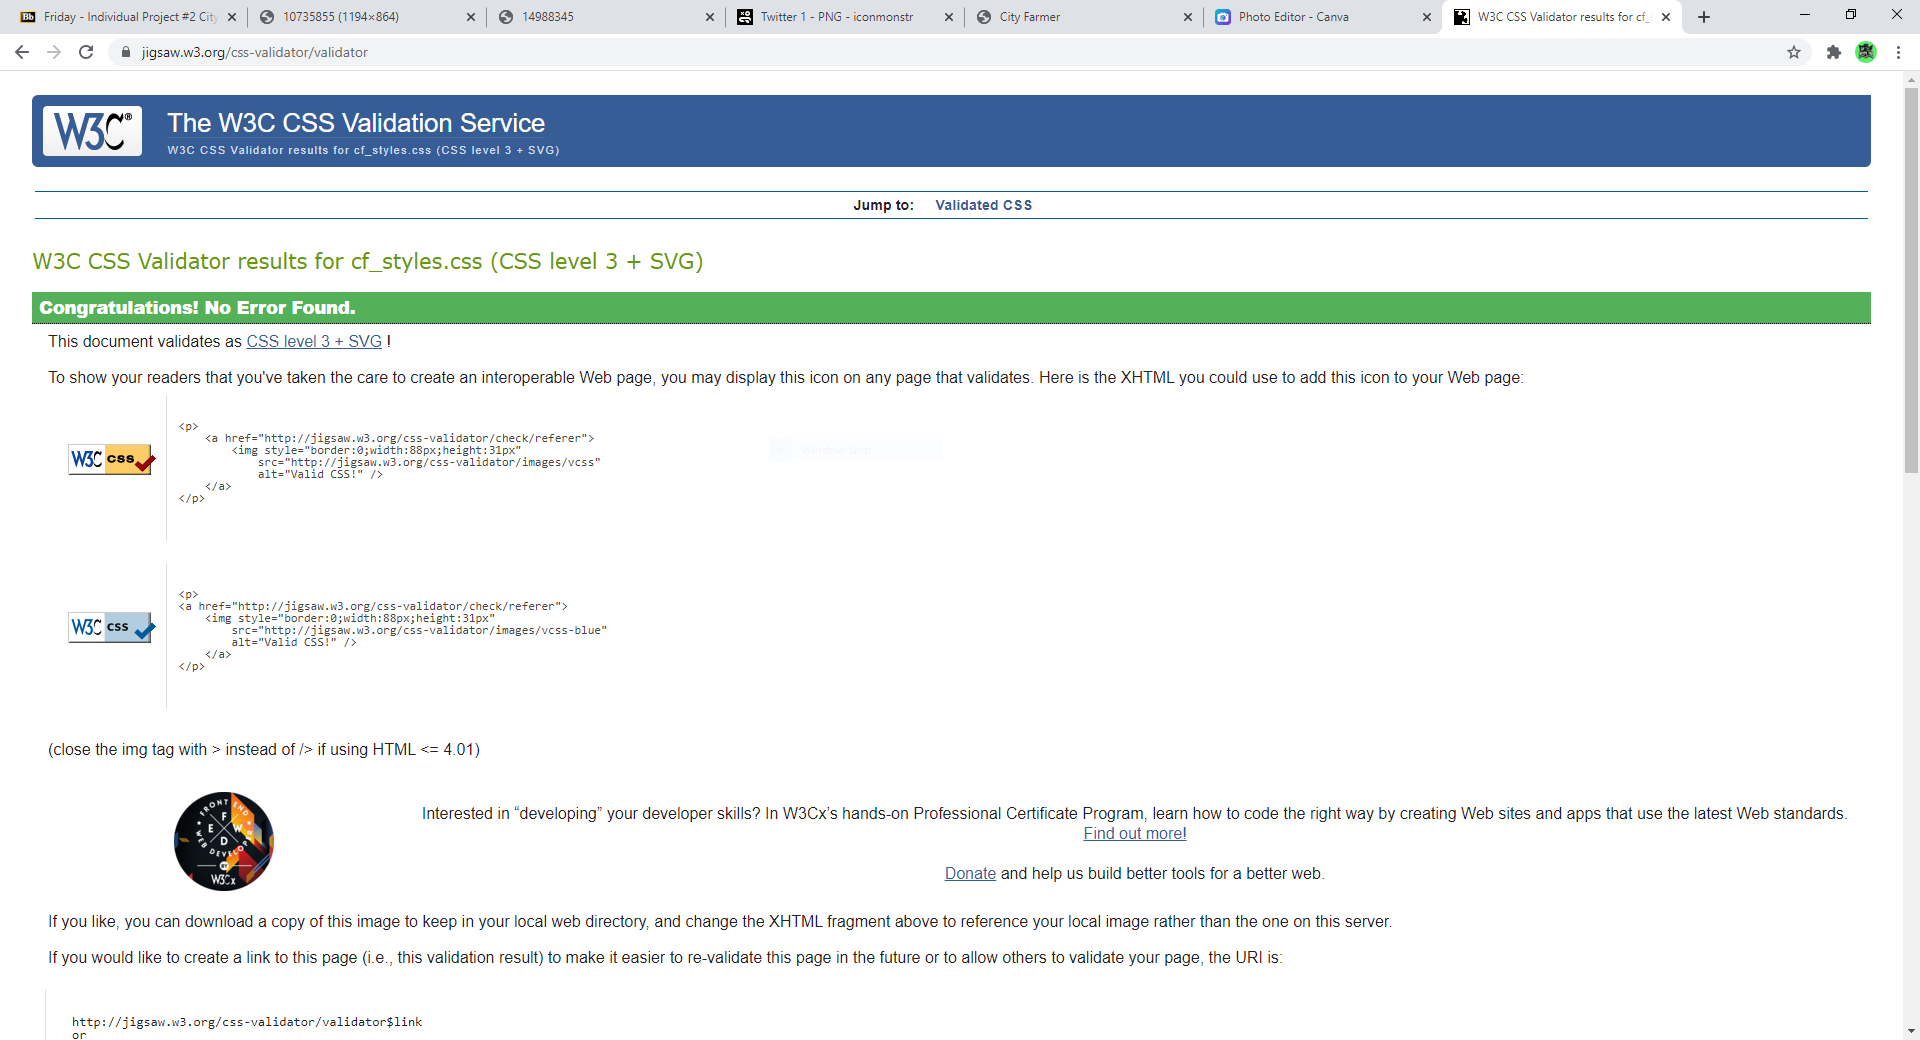 Friday - Individual Project #2 City
10735855 (1194×864)
14988345
Twitter 1 - PNG - iconmonstr
City Farmer
Photo Editor - Canva
W3C CSS Validator results for cf_
jigsaw.w3.org/css-validator/validator
W3C®
The W3C CSS Validation Service
W3C CSS Validator results for cf_styles.css (CSS level 3 + SVG)
Jump to: Validated CSS
W3C CSS Validator results for cf_styles.css (CSS level 3 + SVG)
Congratulations! No Error Found.
This document validates as CSS level 3 + SVG !
To show your readers that you've taken the care to create an interoperable Web page, you may display this icon on any page that validates. Here is the XHTML you could use to add this icon to your Web page:
W3C css
<p>
<a href="http://jigsaw.w3.org/css-validator/check/referer">
<img style="border:0;width:88px;height:31px"
src="http://jigsaw.w3.org/css-validator/images/vcss"
alt="Valid CSS!" />
</a>
</p>
Window Snip
W3C css
<p>
<a href="http://jigsaw.w3.org/css-validator/check/referer">
<img style="border:0;width:88px;height:31px"
src="http://jigsaw.w3.org/css-validator/images/vcss-blue"
alt="Valid CSS!" />
</a>
</p>
(close the img tag with > instead of /> if using HTML <= 4.01)
FRONT END
F E W D
WEB DEVELOPER
W3Cx
Interested in “developing” your developer skills? In W3Cx’s hands-on Professional Certificate Program, learn how to code the right way by creating Web sites and apps that use the latest Web standards.
Find out more!
Donate and help us build better tools for a better web.
If you like, you can download a copy of this image to keep in your local web directory, and change the XHTML fragment above to reference your local image rather than the one on this server.
If you would like to create a link to this page (i.e., this validation result) to make it easier to re-validate this page in the future or to allow others to validate your page, the URI is:
http://jigsaw.w3.org/css-validator/validator$link
or